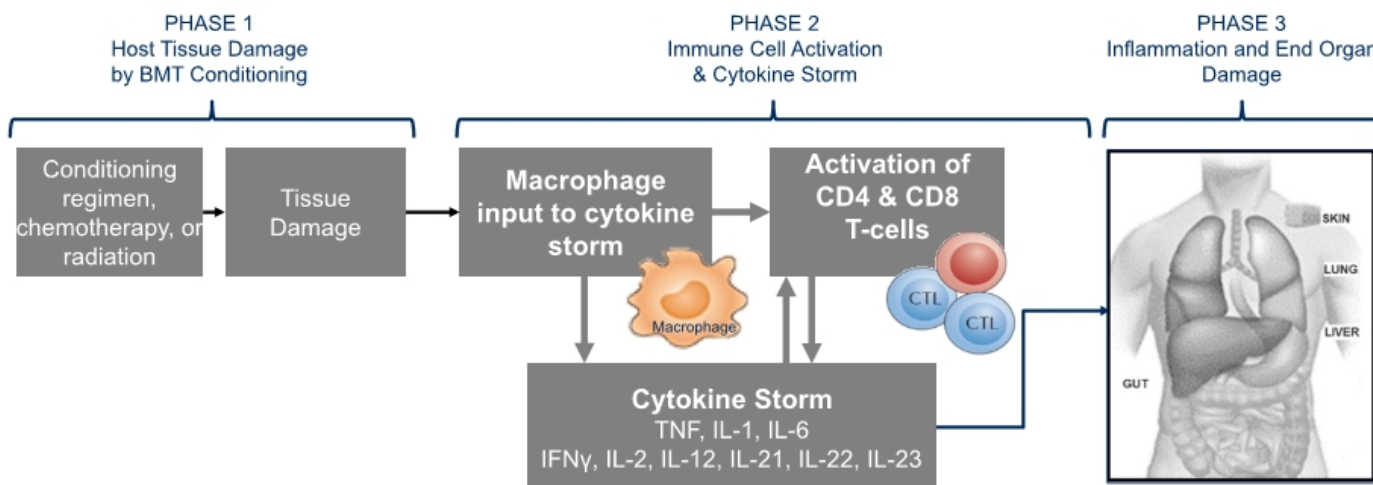 PHASE 1
Host Tissue Damage
by BMT Conditioning
PHASE 2
Immune Cell Activation
& Cytokine Storm
PHASE 3
Inflammation and End Organ
Damage
Conditioning
regimen,
chemotherapy, or
radiation
Tissue
Damage
Macrophage
input to cytokine
storm
Macrophage
Activation of
CD4 & CD8
T-cells
CTL
CTL
Cytokine Storm
TNF, IL-1, IL-6
IFNγ, IL-2, IL-12, IL-21, IL-22, IL-23
SKIN
LUNG
LIVER
GUT